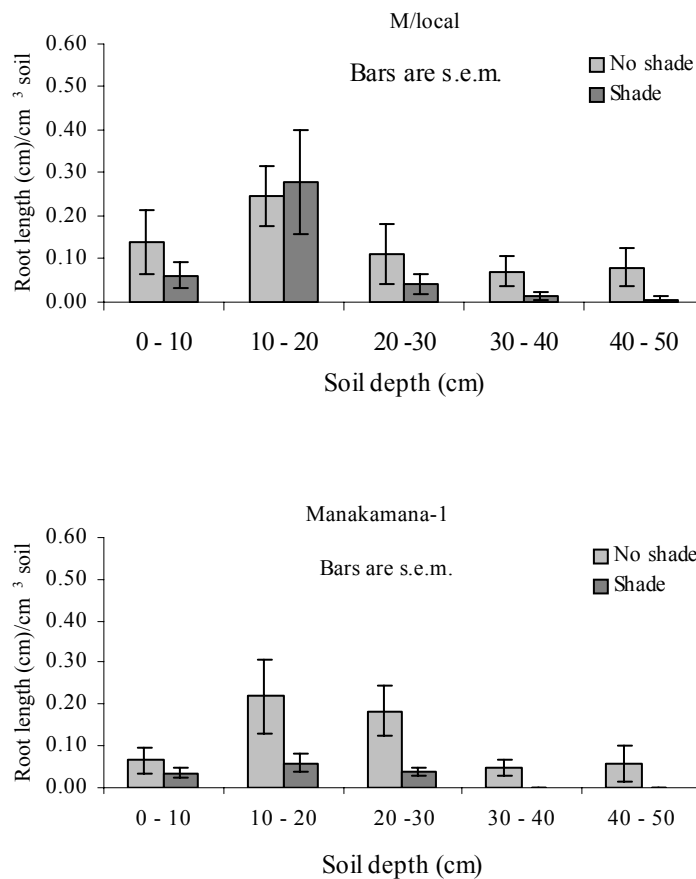 M/local
Bars are s.e.m.
No shade
Shade
Root length (cm)/cm ³ soil
0.60
0.50
0.40
0.30
0.20
0.10
0.00
0 - 10 10 - 20 20 -30 30 - 40 40 - 50
Soil depth (cm)
Manakamana-1
Bars are s.e.m.
No shade
Shade
Root length (cm)/cm ³ soil
0.60
0.50
0.40
0.30
0.20
0.10
0.00
0 - 10 10 - 20 20 -30 30 - 40 40 - 50
Soil depth (cm)